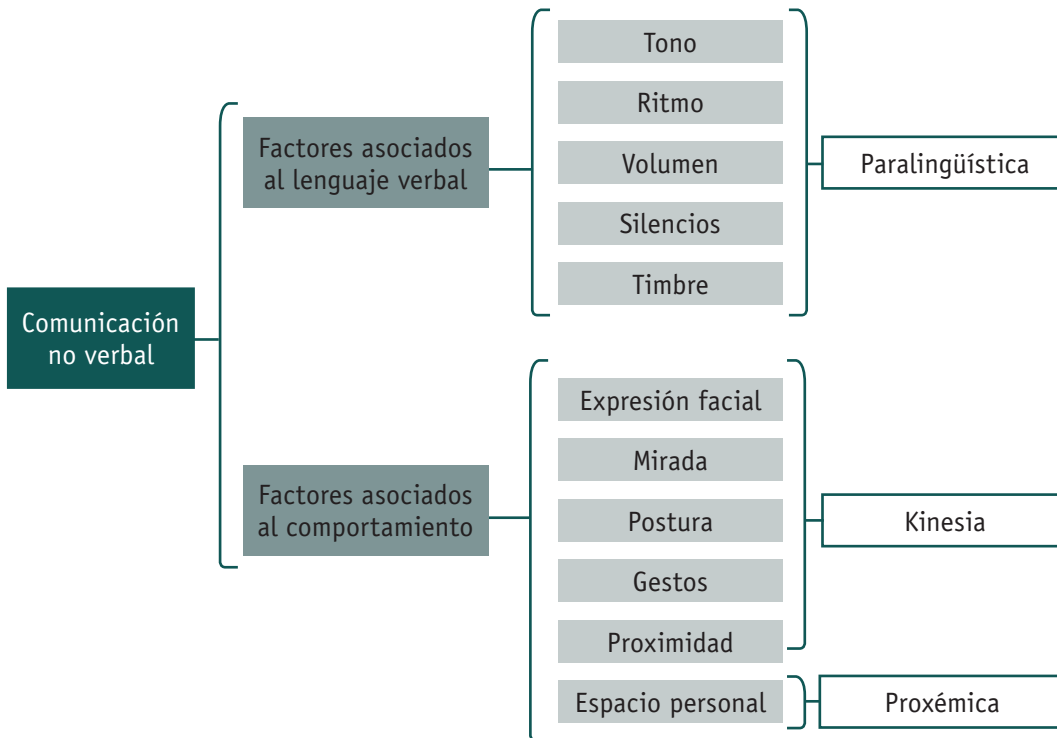 Comunicación
no verbal
Factores asociados
al lenguaje verbal
Tono
Ritmo
Volumen
Silencios
Timbre
Paralingüística
Factores asociados
al comportamiento
Expresión facial
Mirada
Postura
Gestos
Proximidad
Kinesia
Espacio personal
Proxémica